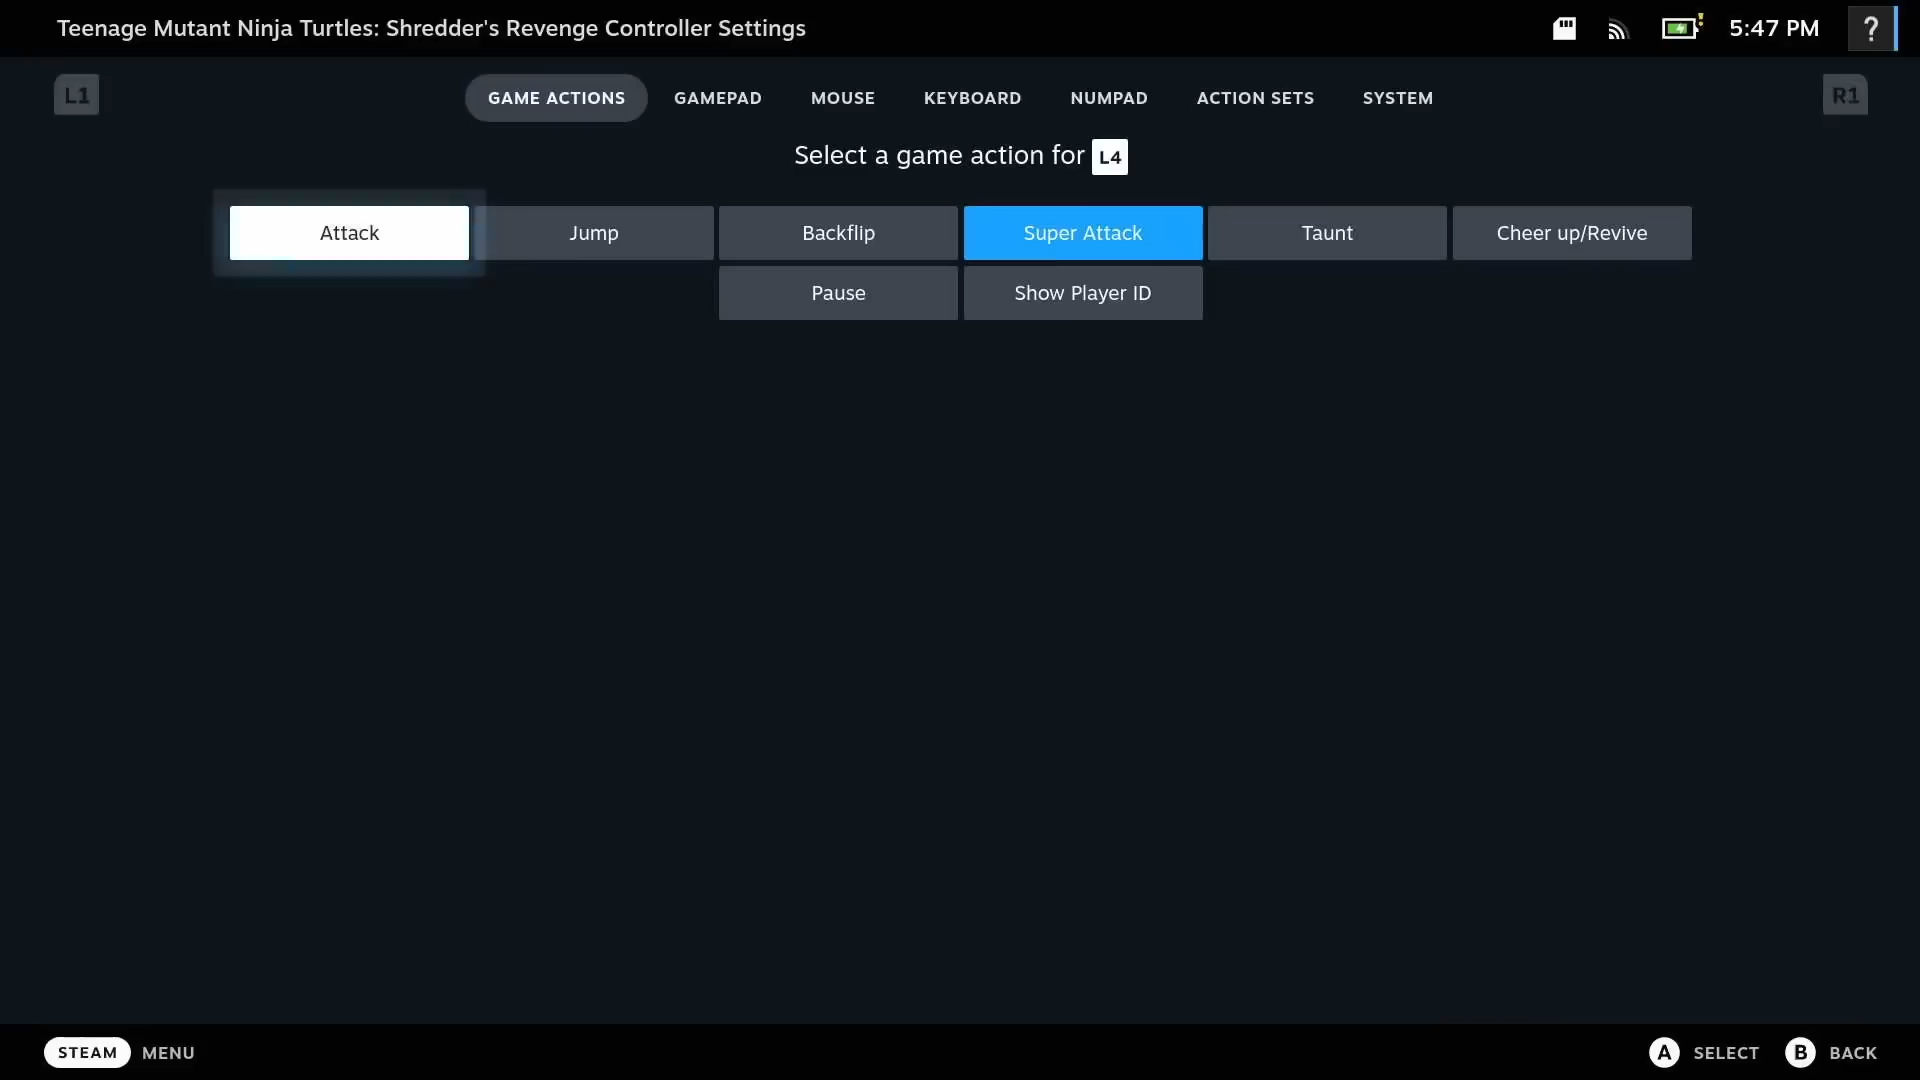 Teenage Mutant Ninja Turtles: Shredder's Revenge Controller Settings 5:47 PM ?
L1 GAME ACTIONS GAMEPAD MOUSE KEYBOARD NUMPAD ACTION SETS SYSTEM R1
Select a game action for L4
Attack Jump Backflip Super Attack Taunt Cheer up/Revive
Pause Show Player ID
STEAM MENU A SELECT B BACK